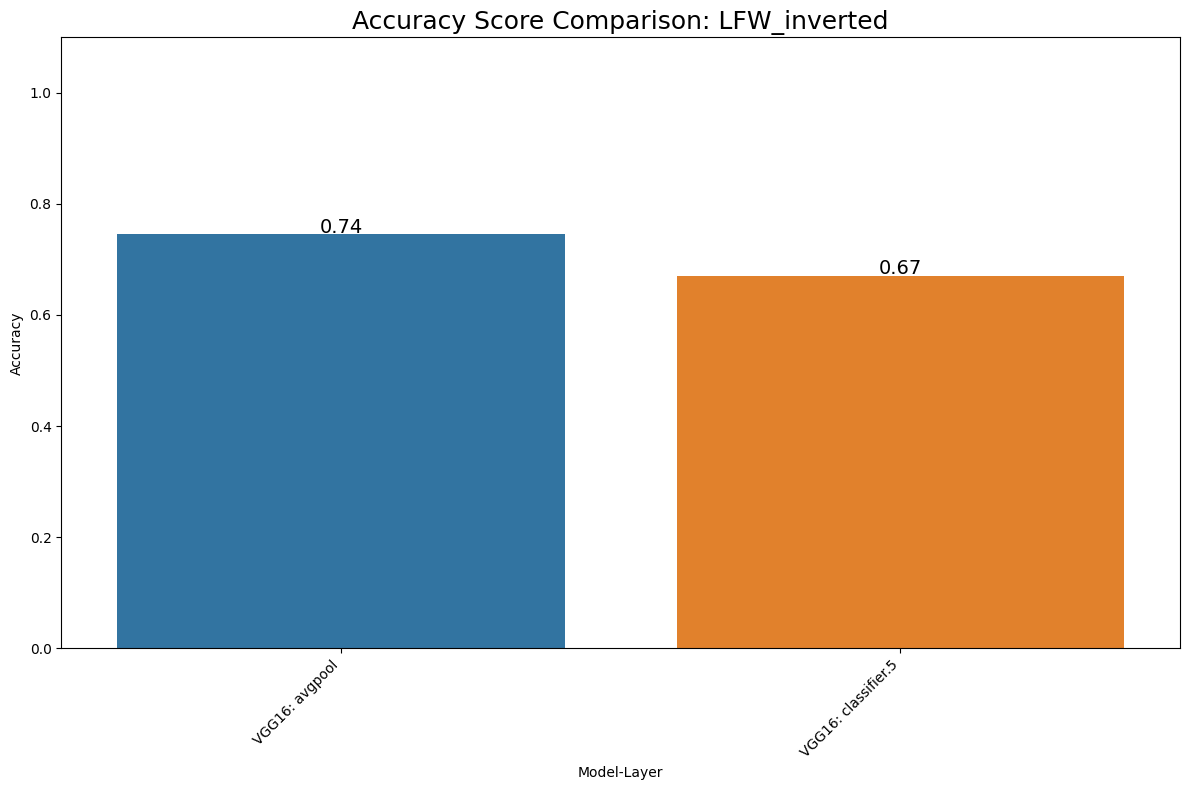 Accuracy Score Comparison: LFW_inverted
1.0
0.8
0.6
0.4
0.2
0.0
Accuracy
0.74
0.67
VGG16: avgpool
VGG16: classifier.5
Model-Layer